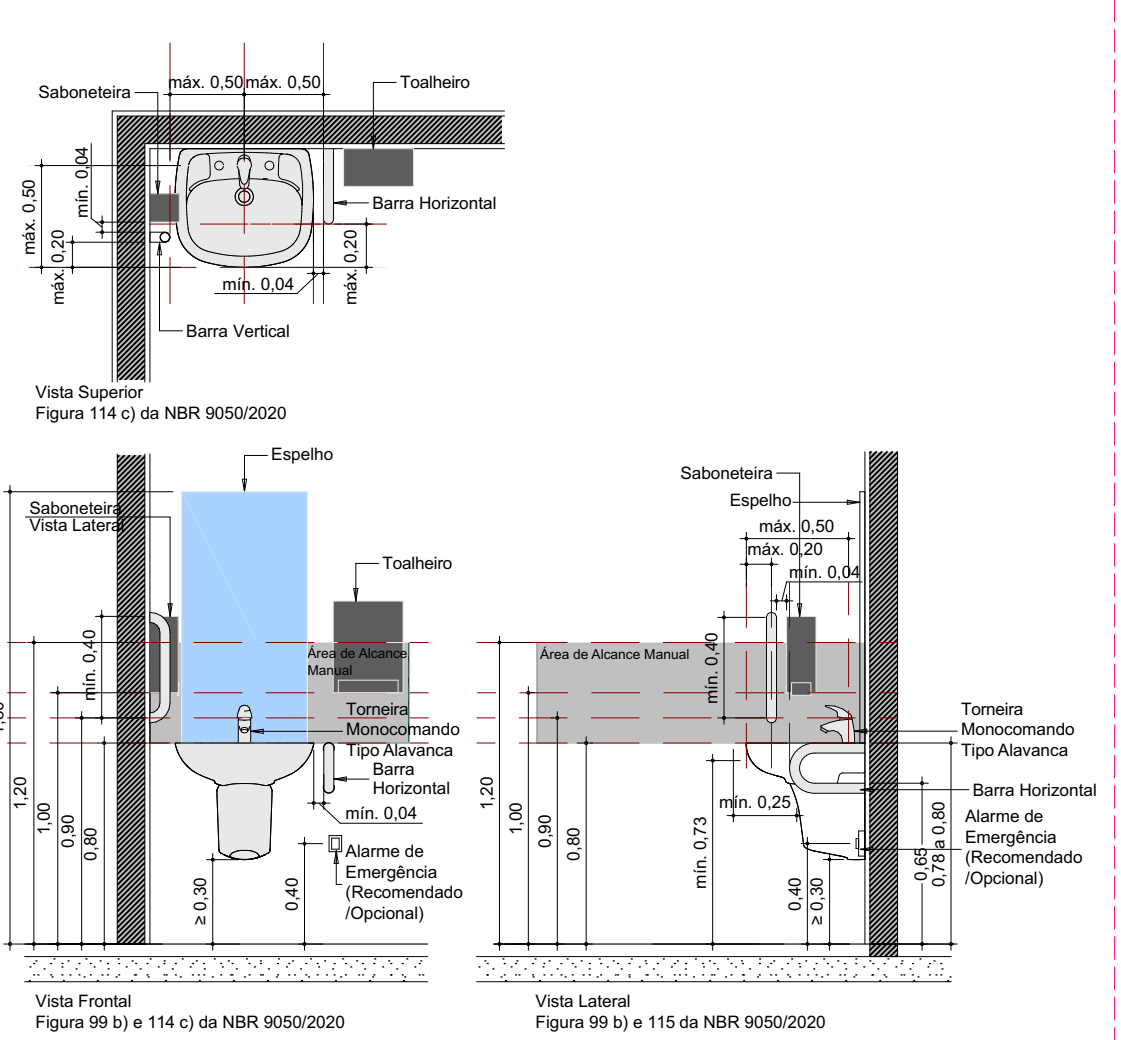 máx. 0,50
máx. 0,50
Toalheiro
Saboneteira
mín. 0,04
máx. 0,50
máx. 0,20
Barra Horizontal
mín. 0,04
máx. 0,20
Barra Vertical
Vista Superior
Figura 114 c) da NBR 9050/2020
Espelho
Saboneteira
Vista Lateral
Toalheiro
mín. 0,40
Área de Alcance
Manual
Torneira
Monocomando
Tipo Alavanca
Barra
Horizontal
mín. 0,04
1,20
1,00
0,90
0,80
≥ 0,30
0,40
Alarme de
Emergência
(Recomendado
/Opcional)
Vista Frontal
Figura 99 b) e 114 c) da NBR 9050/2020
Saboneteira
Espelho
máx. 0,50
máx. 0,20
mín. 0,04
mín. 0,40
Área de Alcance Manual
Torneira
Monocomando
Tipo Alavanca
Barra Horizontal
mín. 0,25
mín. 0,73
1,20
1,00
0,90
0,80
0,40
≥ 0,30
0,65
0,78 a 0,80
Alarme de
Emergência
(Recomendado
/Opcional)
Vista Lateral
Figura 99 b) e 115 da NBR 9050/2020